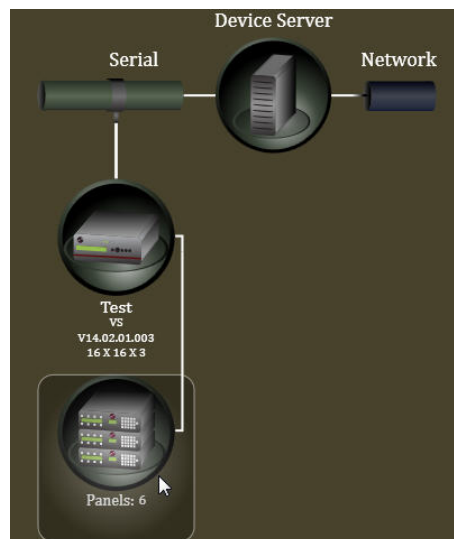 Device Server
Serial
Network
Test
VS
V14.02.01.003
16 X 16 X 3
Panels: 6